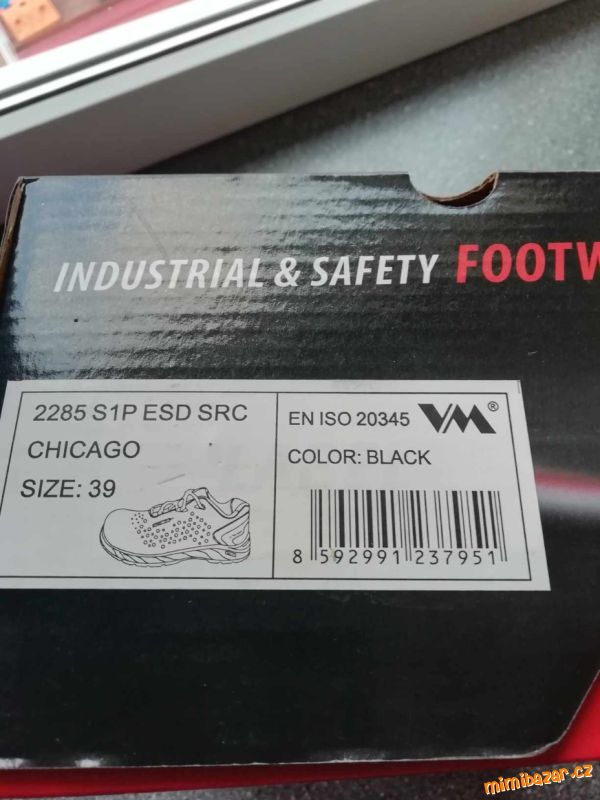 INDUSTRIAL & SAFETY FOOTW
2285 S1P ESD SRC
CHICAGO
SIZE: 39
EN ISO 20345 VM®
COLOR: BLACK
8 592991 237951
mimibazar.cz